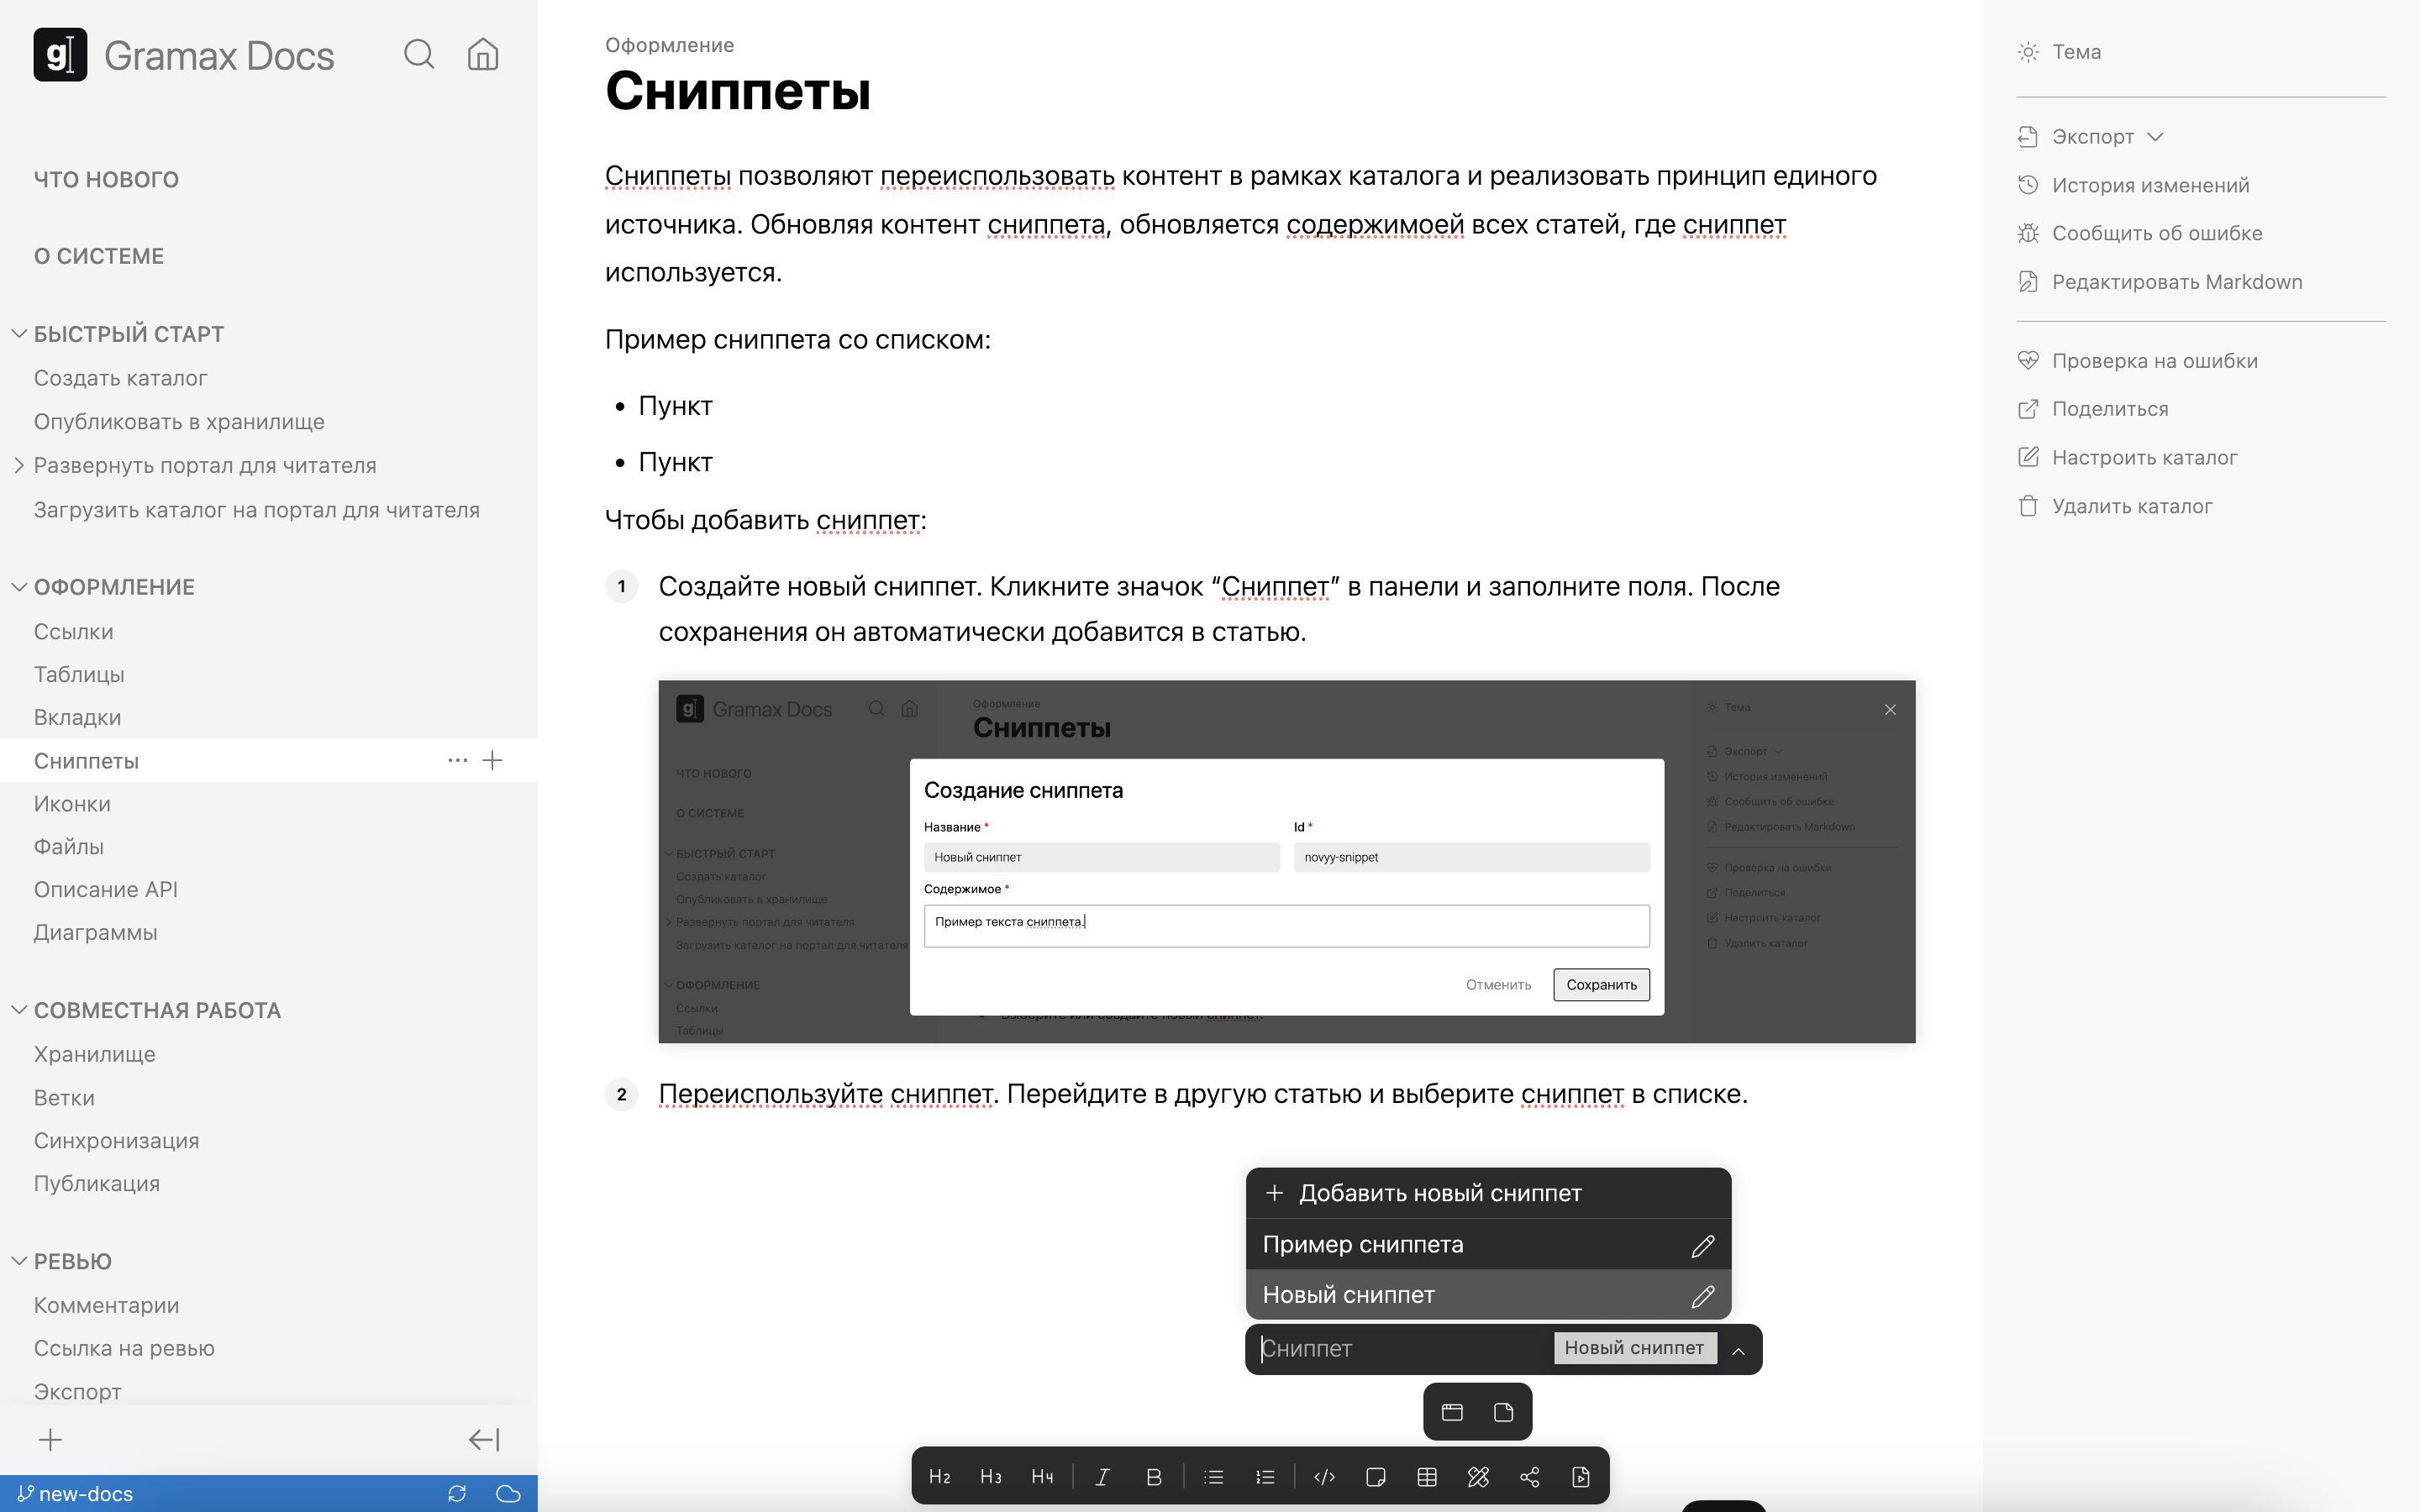 Gramax Docs
ЧТО НОВОГО
О СИСТЕМЕ
БЫСТРЫЙ СТАРТ
Создать каталог
Опубликовать в хранилище
Развернуть портал для читателя
Загрузить каталог на портал для читателя
ОФОРМЛЕНИЕ
Ссылки
Таблицы
Вкладки
Сниппеты
Иконки
Файлы
Описание API
Диаграммы
СОВМЕСТНАЯ РАБОТА
Хранилище
Ветки
Синхронизация
Публикация
РЕВЬЮ
Комментарии
Ссылка на ревью
Экспорт
new-docs
Оформление
Сниппеты
Сниппеты позволяют переиспользовать контент в рамках каталога и реализовать принцип единого
источника. Обновляя контент сниппета, обновляется содержимоей всех статей, где сниппет
используется.
Пример сниппета со списком:
• Пункт
• Пункт
Чтобы добавить сниппет:
1 Создайте новый сниппет. Кликните значок “Сниппет” в панели и заполните поля. После
сохранения он автоматически добавится в статью.
g Gramax Docs
ЧТО НОВОГО
О СИСТЕМЕ
БЫСТРЫЙ СТАРТ
Создать каталог
Опубликовать в хранилище
Развернуть портал для читателя
Загрузить каталог на портал для читателя
ОФОРМЛЕНИЕ
Ссылки
Таблицы
Оформление
Сниппеты
Создание сниппета
Название * Id *
Новый сниппет novyy-snippet
Содержимое *
Пример текста сниппета.
Отменить Сохранить
Выберите или создайте новый сниппет.
Тема
Экспорт
История изменений
Сообщить об ошибке
Редактировать Markdown
Проверка на ошибки
Поделиться
Настроить каталог
Удалить каталог
2 Переиспользуйте сниппет. Перейдите в другую статью и выберите сниппет в списке.
+ Добавить новый сниппет
Пример сниппета
Новый сниппет
Сниппет Новый сниппет
H2 H3 H4 I B
Тема
Экспорт
История изменений
Сообщить об ошибке
Редактировать Markdown
Проверка на ошибки
Поделиться
Настроить каталог
Удалить каталог